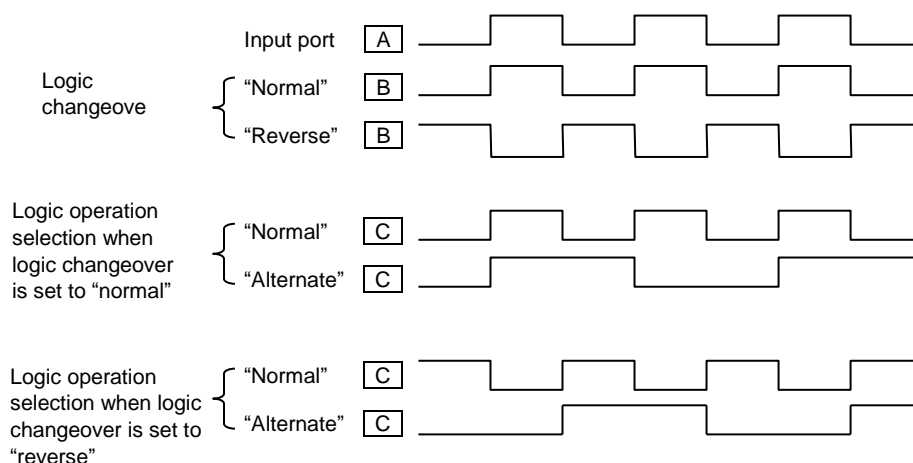 Input port A
Logic
changeove
“Normal” B
“Reverse” B
Logic operation
selection when
logic changeover
is set to “normal”
“Normal” C
“Alternate” C
Logic operation
selection when logic
changeover is set to
“reverse”
“Normal” C
“Alternate” C